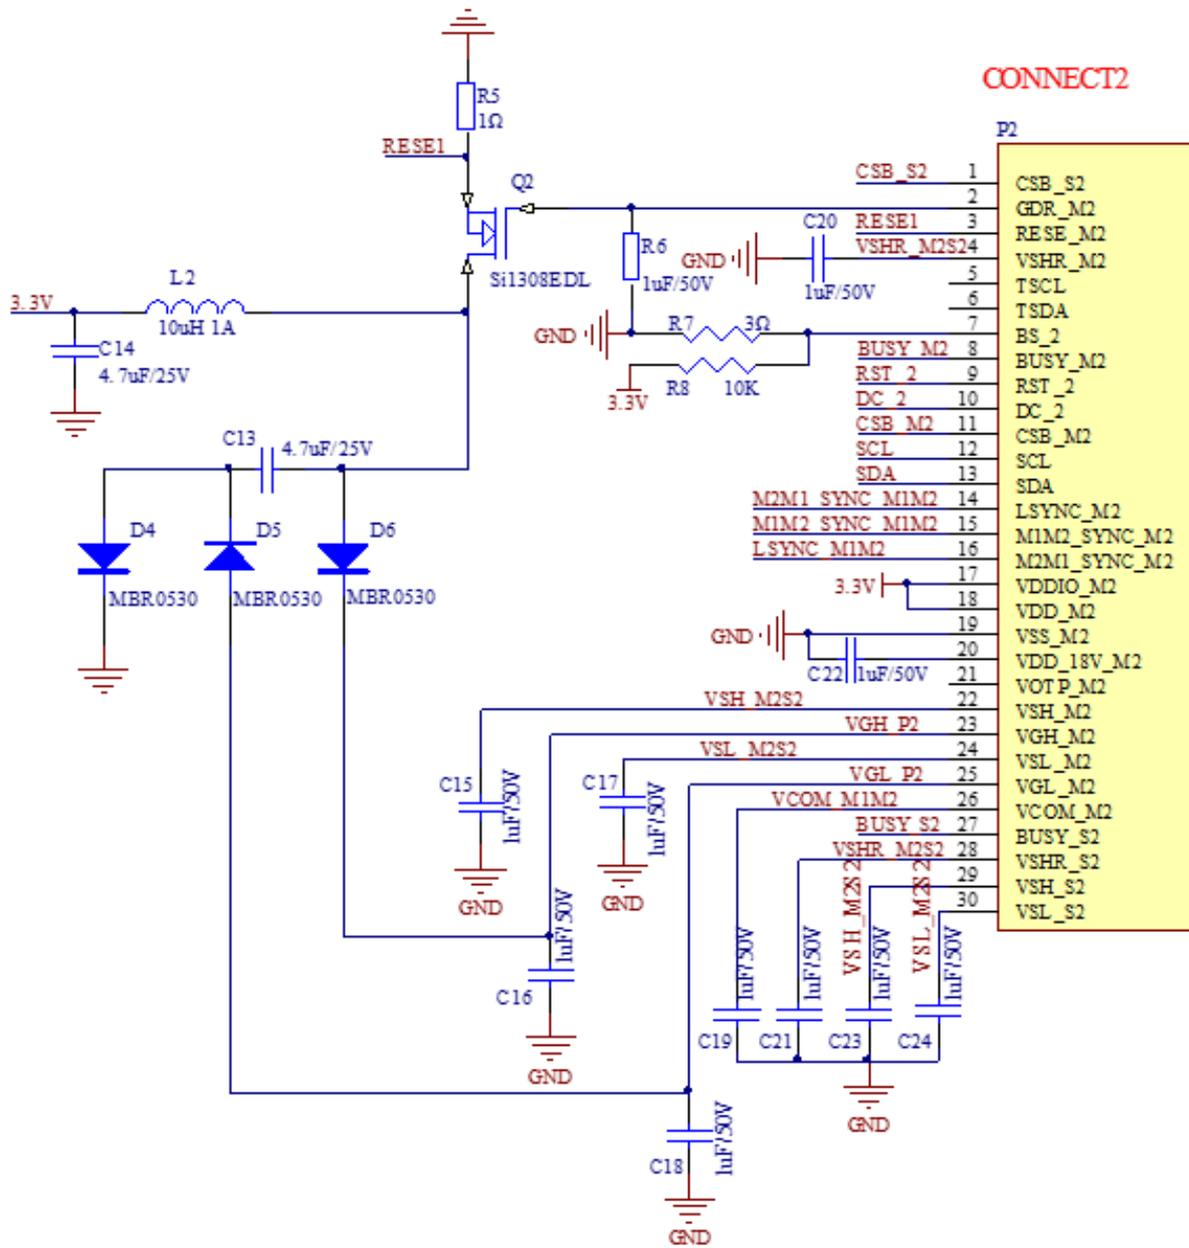 CONNECT2
P2
R5
1Ω
RESE1
Q2
Si1308EDL
L2
3.3V
10uH 1A
C14
4.7uF/25V
C13
4.7uF/25V
D4
D5
D6
MBR0530
MBR0530
MBR0530
CSB_S2 1 CSB_S2
2 GDR_M2
RESE1 3 RESE_M2
VSHR_M2S2 4 VSHR_M2
5 TSCL
6 TSDA
7 BS_2
BUSY_M2 8 BUSY_M2
RST_2 9 RST_2
DC_2 10 DC_2
CSB_M2 11 CSB_M2
SCL 12 SCL
SDA 13 SDA
M2M1_SYNC_M1M2 14 LSYNC_M2
M1M2_SYNC_M1M2 15 M1M2_SYNC_M2
LSYNC_M1M2 16 M2M1_SYNC_M2
3.3V 17 VDDIO_M2
18 VDD_M2
GND 19 VSS_M2
20 VDD_18V_M2
C22 1uF/50V
21 VOTP_M2
VSH_M2S2 22 VSH_M2
VGH_P2 23 VGH_M2
VSL_M2S2 24 VSL_M2
VGL_P2 25 VGL_M2
VCOM_M1M2 26 VCOM_M2
BUSY_S2 27 BUSY_S2
VSHR_M2S2 28 VSHR_S2
VSH_M2S2 29 VSH_S2
VSL_M2S2 30 VSL_S2
C20
GND
1uF/50V
R6
1uF/50V
GND
R7 3Ω
R8 10K
3.3V
C15
1uF/50V
GND
C17
1uF/50V
GND
C16
1uF/50V
GND
C19
1uF/50V
C21
1uF/50V
C23
1uF/50V
C24
1uF/50V
GND
C18
1uF/50V
GND